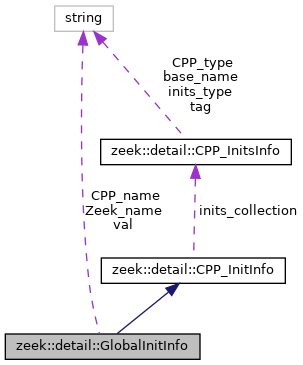 string
CPP_type
base_name
inits_type
tag
zeek::detail::CPP_InitsInfo
CPP_name
Zeek_name
val
inits_collection
zeek::detail::CPP_InitInfo
zeek::detail::GlobalInitInfo